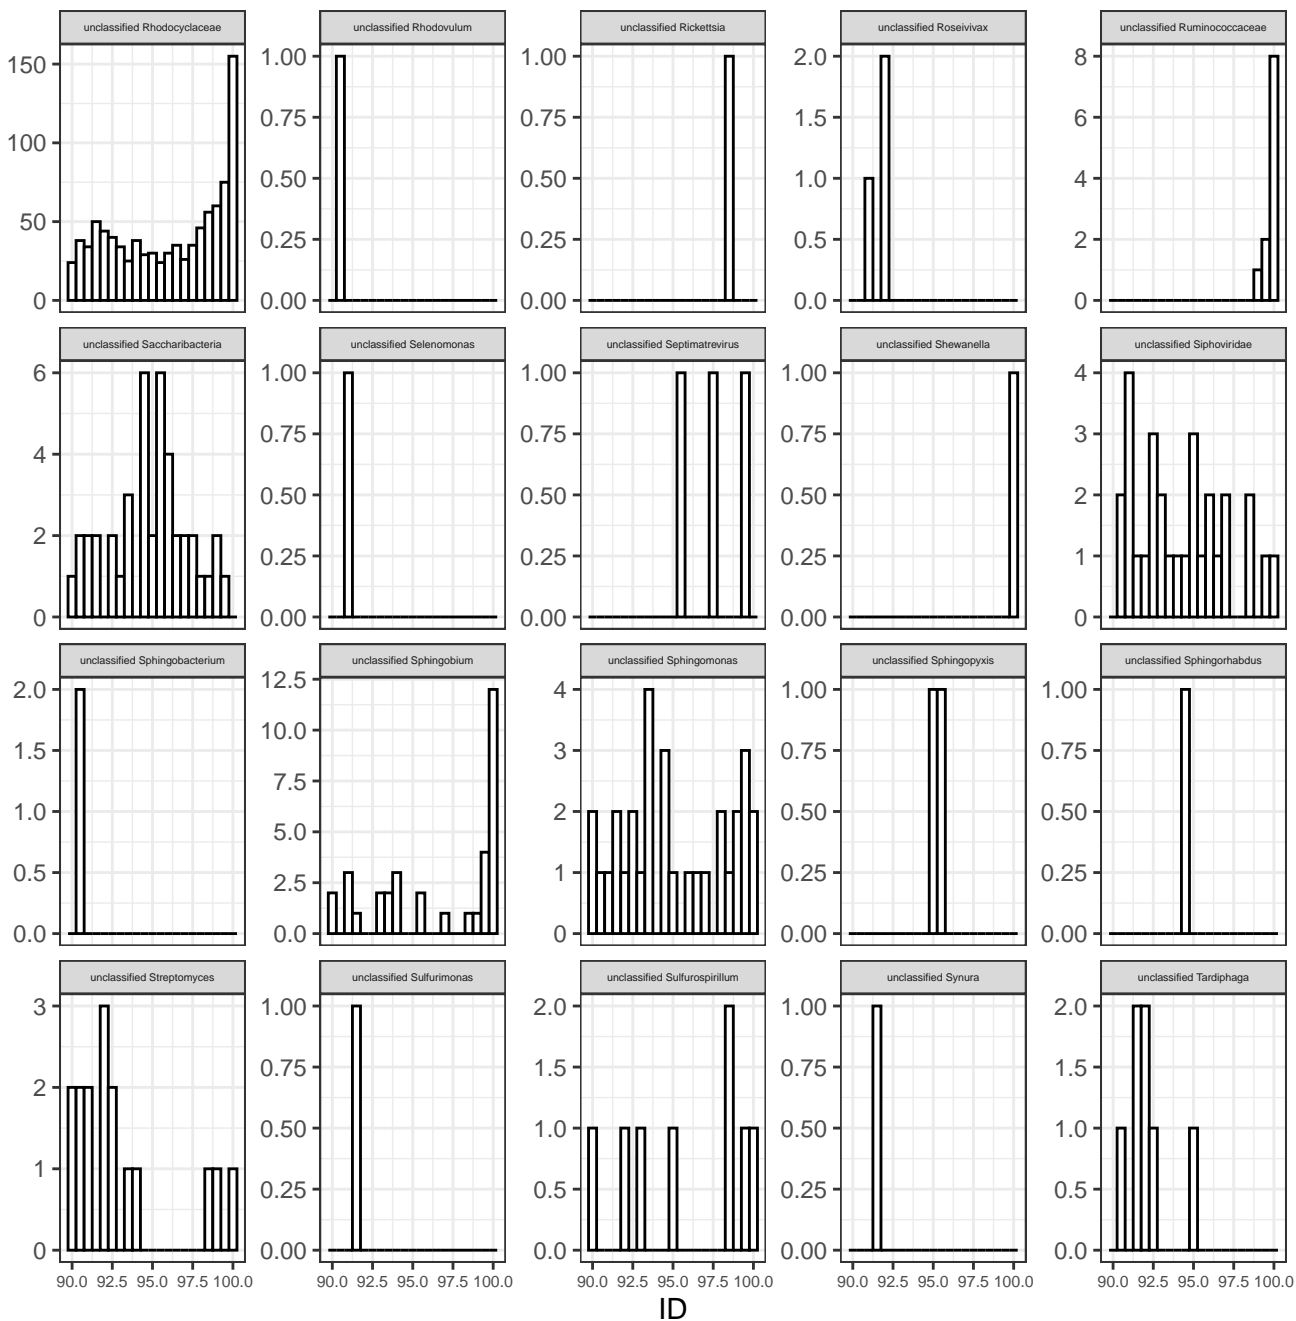 unclassified Rhodocyclaceae unclassified Rhodovulum unclassified Rickettsia unclassified Roseivivax unclassified Ruminococcaceae
150 1.00 1.00 2.0 8
100 0.75 0.75 1.5 6
0.50 0.50 1.0 4
50 0.25 0.25 0.5 2
0 0.00 0.00 0.0 0
unclassified Saccharibacteria unclassified Selenomonas unclassified Septimatrevirus unclassified Shewanella unclassified Siphoviridae
6 1.00 1.00 1.00 4
4 0.75 0.75 0.75 3
0.50 0.50 0.50 2
2 0.25 0.25 0.25 1
0 0.00 0.00 0.00 0
unclassified Sphingobacterium unclassified Sphingobium unclassified Sphingomonas unclassified Sphingopyxis unclassified Sphingorhabdus
2.0 12.5 4 1.00 1.00
1.5 10.0 3 0.75 0.75
1.0 7.5 2 0.50 0.50
5.0
0.5 2.5 1 0.25 0.25
0.0 0.0 0 0.00 0.00
unclassified Streptomyces unclassified Sulfurimonas unclassified Sulfurospirillum unclassified Synura unclassified Tardiphaga
3 1.00 2.0 1.00 2.0
2 0.75 1.5 0.75 1.5
0.50 1.0 0.50 1.0
1 0.25 0.5 0.25 0.5
0 0.00 0.0 0.00 0.0
90.0 92.5 95.0 97.5 100.0 90.0 92.5 95.0 97.5 100.0 90.0 92.5 95.0 97.5 100.0 90.0 92.5 95.0 97.5 100.0 90.0 92.5 95.0 97.5 100.0
ID